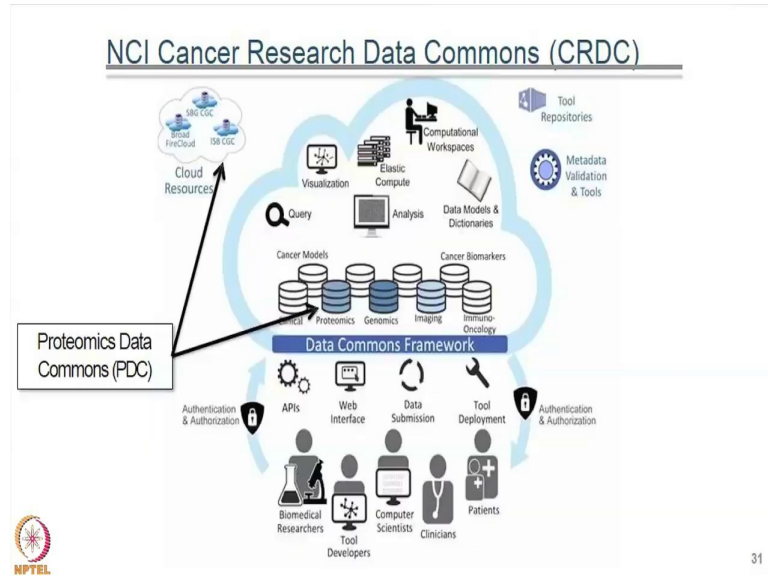 NCI Cancer Research Data Commons (CRDC)
SBG CGC
Broad
FireCloud
ISB CGC
Cloud
Resources
Computational
Workspaces
Tool
Repositories
Elastic
Compute
Visualization
Metadata
Validation
& Tools
Query
Analysis
Data Models &
Dictionaries
Cancer Models
Cancer Biomarkers
Clinical
Proteomics
Genomics
Imaging
Immuno-
Oncology
Proteomics Data
Commons (PDC)
Data Commons Framework
Authentication
& Authorization
APIs
Web
Interface
Data
Submission
Tool
Deployment
Authentication
& Authorization
Biomedical
Researchers
Tool
Developers
Computer
Scientists
Clinicians
Patients
NPTEL
31